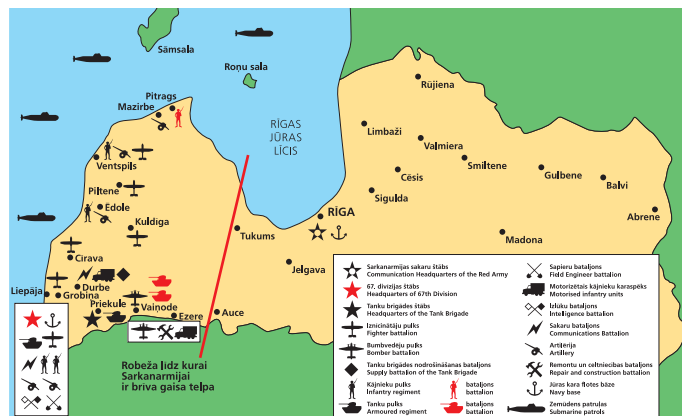 Sāmsala
Roņu sala
Pitrags
Mazirbe
RĪGAS
JŪRAS
LĪCIS
Rūjiena
Limbaži
Valmiera
Smiltene
Cēsis
Gulbene
Balvi
Sigulda
Abrene
Ventspils
Piltene
Ēdole
Kuldīga
RĪGA
Tukums
Madona
Jelgava
Cīrava
Durbe
Liepāja
Grobiņa
Priekule
Vaiņode
Ezere
Auce
Robeža līdz kurai
Sarkanarmijai
ir brīva gaisa telpa
Sarkanarmijas sakaru štābs
Communication Headquarters of the Red Army
67. divīzijas štābs
Headquarters of 67th Division
Tanku brigādes štābs
Headquarters of the Tank Brigade
Iznīcinātāju pulks
Fighter battalion
Bumbvedēju pulks
Bomber battalion
Tanku brigādes nodrošināšanas bataljons
Supply battalion of the Tank Brigade
Kājnieku pulks
Infantry regiment
bataljons
battalion
Tanku pulks
Armoured regiment
bataljons
battalion
Sapieru bataljons
Field Engineer battalion
Motorizētais kājnieku karaspēks
Motorised infantry units
Izlūku bataljons
Intelligence battalion
Sakaru bataljons
Communications Battalion
Artilērija
Artillery
Remontu un celtniecības bataljons
Repair and construction battalion
Jūras kara flotes bāze
Navy base
Zemūdens patruļas
Submarine patrols